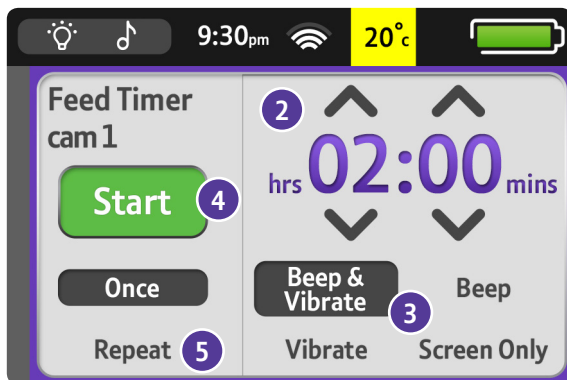 9:30pm 20°c
Feed Timer
cam 1
Start 4
Once
Repeat 5
2
hrs 02:00 mins
Beep &
Vibrate 3
Beep
Vibrate Screen Only